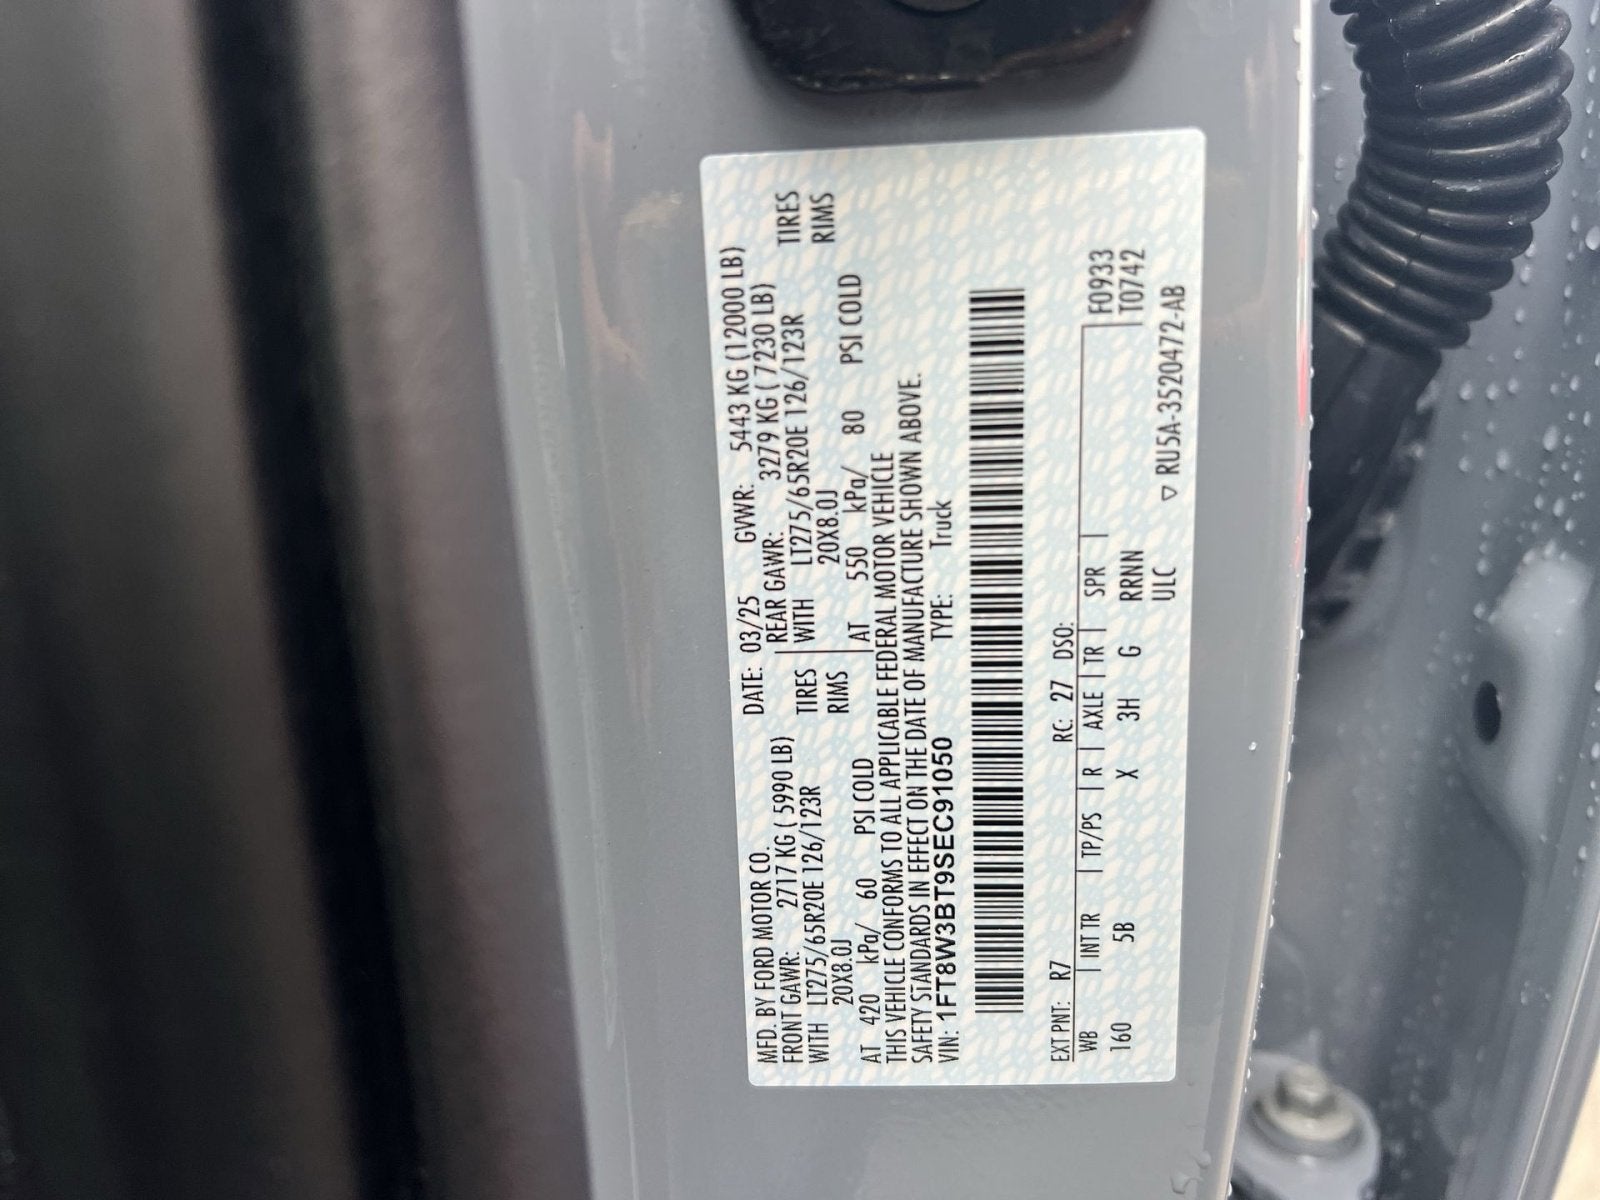 MFD. BY FORD MOTOR CO. DATE: 03/25 GVWR: 5443 KG (12000 LB)
FRONT GAWR: 2717 KG ( 5990 LB) REAR GAWR: 3279 KG ( 7230 LB)
WITH LT275/65R20E 126/123R TIRES WITH LT275/65R20E 126/123R TIRES
20X8.0J RIMS 20X8.0J RIMS
AT 420 kPa/ 60 PSI COLD AT 550 kPa/ 80 PSI COLD
THIS VEHICLE CONFORMS TO ALL APPLICABLE FEDERAL MOTOR VEHICLE
SAFETY STANDARDS IN EFFECT ON THE DATE OF MANUFACTURE SHOWN ABOVE.
VIN: 1FT8W3BT9SEC91050 TYPE: Truck
EXT PNT: R7 RC: 27 DSO: F0933
WB INT TR TP/PS R AXLE TR SPR T0742
160 5B X 3H G RRNN
ULC ▽ RU5A-3520472-AB